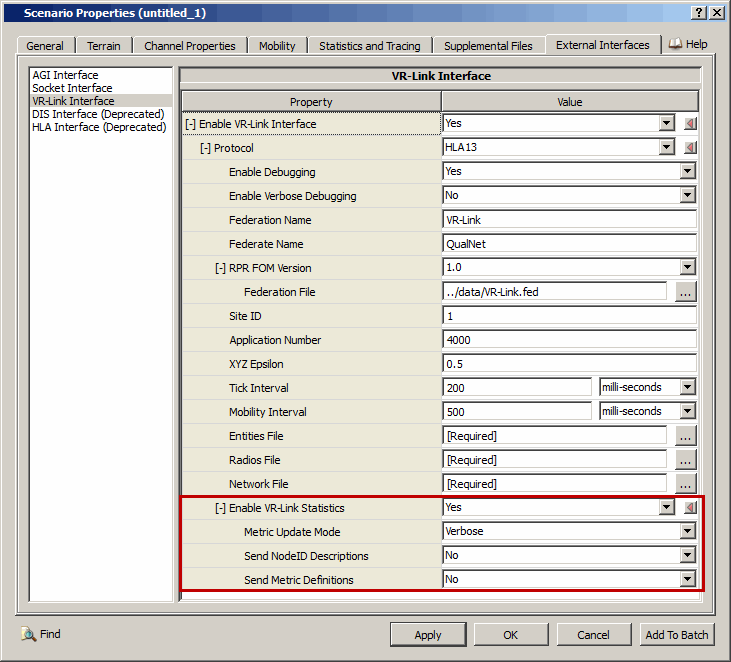 Scenario Properties (untitled_1)
General Terrain Channel Properties Mobility Statistics and Tracing Supplemental Files External Interfaces Help
AGI Interface
Socket Interface
VR-Link Interface
DIS Interface (Deprecated)
HLA Interface (Deprecated)
VR-Link Interface
Property Value
[-] Enable VR-Link Interface Yes
[-] Protocol HLA13
Enable Debugging Yes
Enable Verbose Debugging No
Federation Name VR-Link
Federate Name QualNet
[-] RPR FOM Version 1.0
Federation File ../data/VR-Link.fed ...
Site ID 1
Application Number 4000
XYZ Epsilon 0.5
Tick Interval 200 milli-seconds
Mobility Interval 500 milli-seconds
Entities File [Required] ...
Radios File [Required] ...
Network File [Required] ...
[-] Enable VR-Link Statistics Yes
Metric Update Mode Verbose
Send NodeID Descriptions No
Send Metric Definitions No
Find Apply OK Cancel Add To Batch